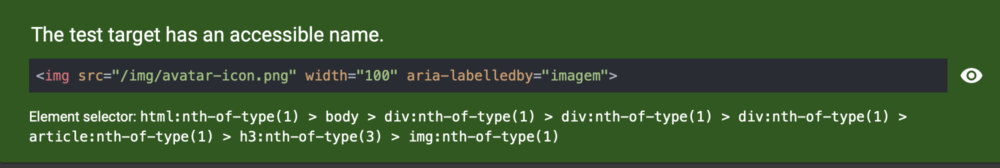 The test target has an accessible name.
<img src="/img/avatar-icon.png" width="100" aria-labelledby="imagem">
Element selector: html:nth-of-type(1) > body > div:nth-of-type(1) > div:nth-of-type(1) > div:nth-of-type(1) >
article:nth-of-type(1) > h3:nth-of-type(3) > img:nth-of-type(1)